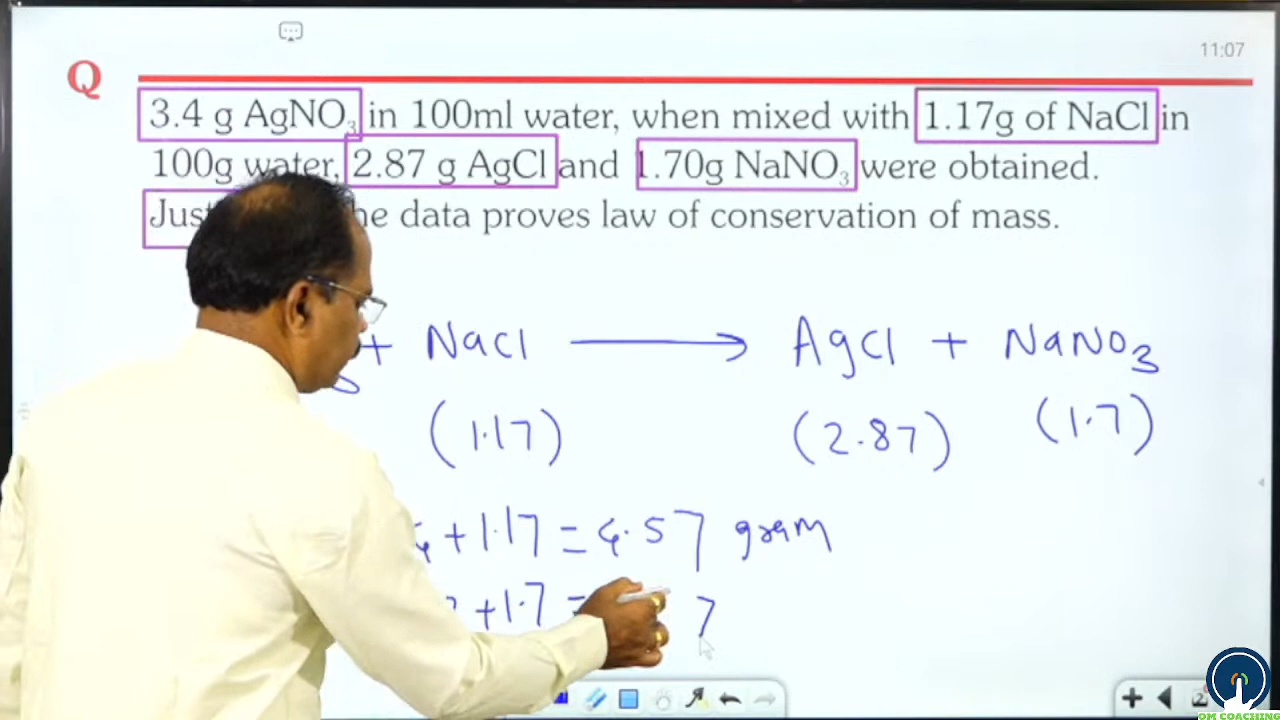 11:07
Q
3.4 g AgNO₃ in 100ml water, when mixed with 1.17g of NaCl in
100g water, 2.87 g AgCl and 1.70g NaNO₃ were obtained.
he data proves law of conservation of mass.
+ NaCl ⟶ AgCl + NaNO₃
(1.17) (2.87) (1.7)
+1.17 = 4.57 gram
+1.7 = 7
OM COACHING